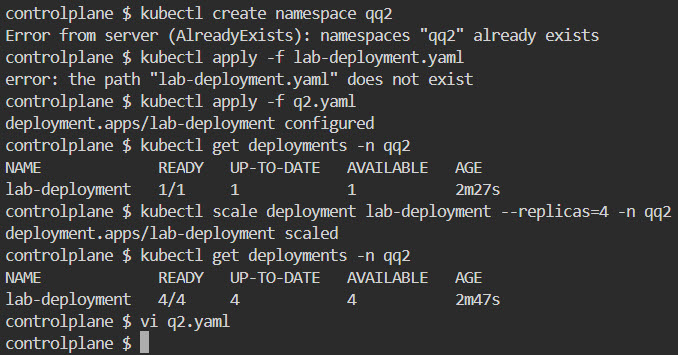 controlplane $ kubectl create namespace qq2
Error from server (AlreadyExists): namespaces "qq2" already exists
controlplane $ kubectl apply -f lab-deployment.yaml
error: the path "lab-deployment.yaml" does not exist
controlplane $ kubectl apply -f q2.yaml
deployment.apps/lab-deployment configured
controlplane $ kubectl get deployments -n qq2
NAME             READY   UP-TO-DATE   AVAILABLE   AGE
lab-deployment   1/1     1            1           2m27s
controlplane $ kubectl scale deployment lab-deployment --replicas=4 -n qq2
deployment.apps/lab-deployment scaled
controlplane $ kubectl get deployments -n qq2
NAME             READY   UP-TO-DATE   AVAILABLE   AGE
lab-deployment   4/4     4            4           2m47s
controlplane $ vi q2.yaml
controlplane $